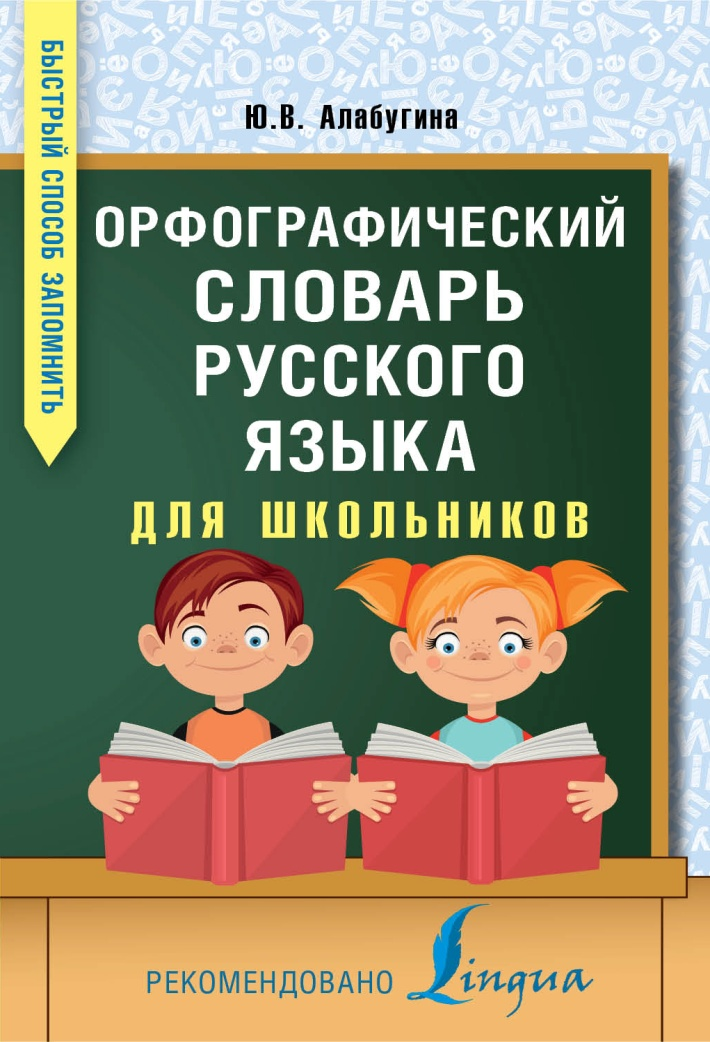 БЫСТРЫЙ СПОСОБ ЗАПОМНИТЬ
Ю.В. Алабугина
ОРФОГРАФИЧЕСКИЙ
СЛОВАРЬ
РУССКОГО
ЯЗЫКА
ДЛЯ ШКОЛЬНИКОВ
РЕКОМЕНДОВАНО Lingua